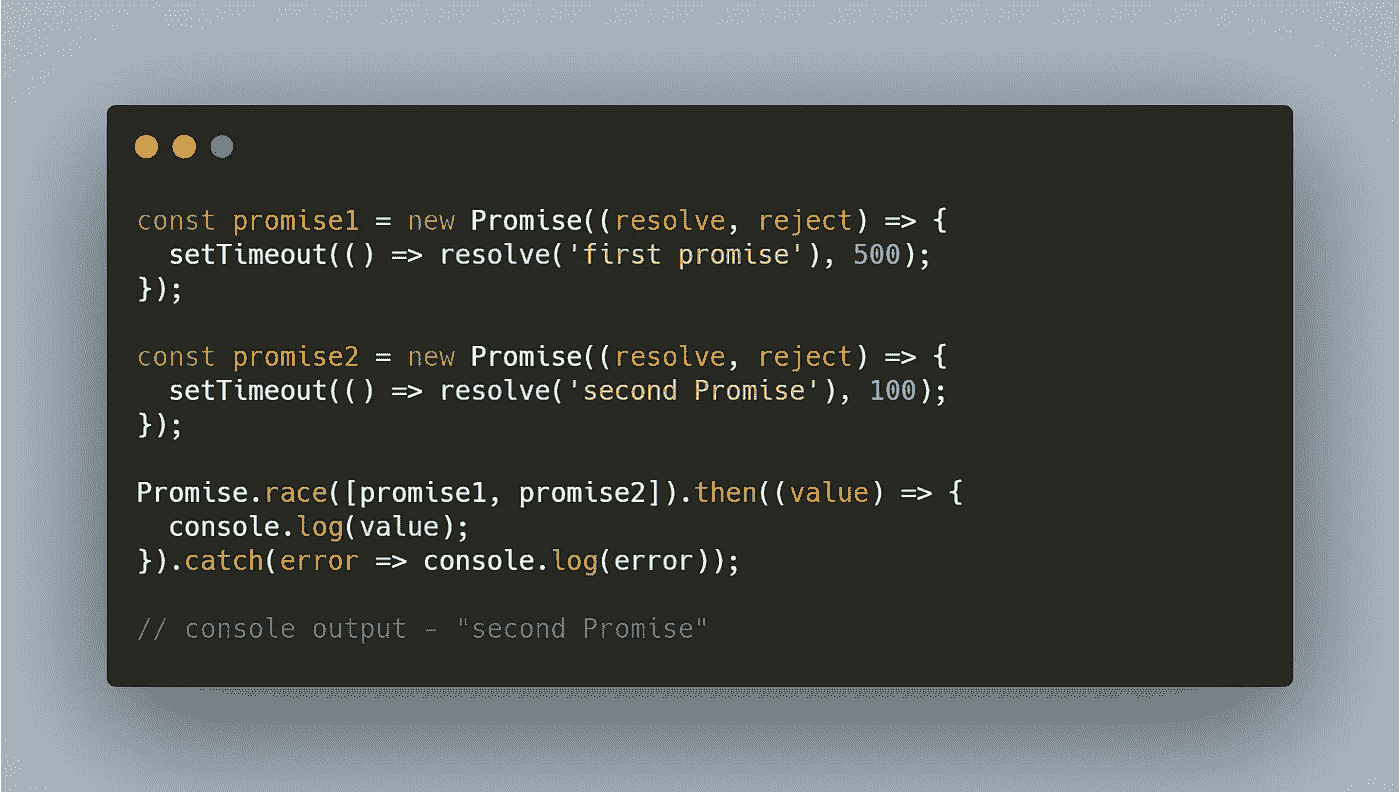 const promise1 = new Promise((resolve, reject) => {
  setTimeout(() => resolve('first promise'), 500);
});

const promise2 = new Promise((resolve, reject) => {
  setTimeout(() => resolve('second Promise'), 100);
});

Promise.race([promise1, promise2]).then((value) => {
  console.log(value);
}).catch(error => console.log(error));

// console output - "second Promise"